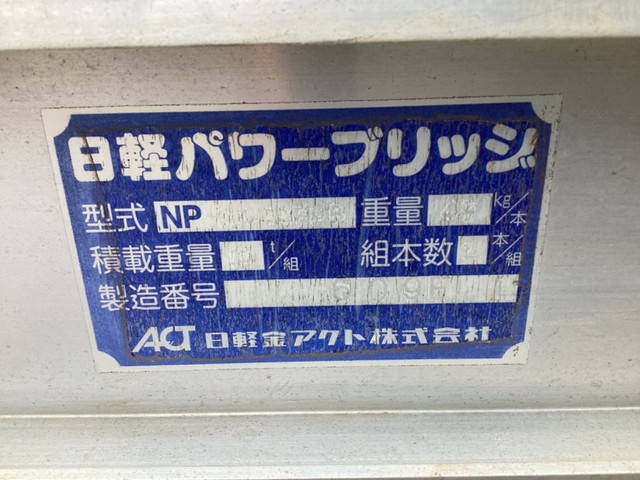 日軽パワーブリッジ
型式 NP 重量 kg/本
積載重量 t/組 組本数 本/組
製造番号
ACT 日軽金アクト株式会社